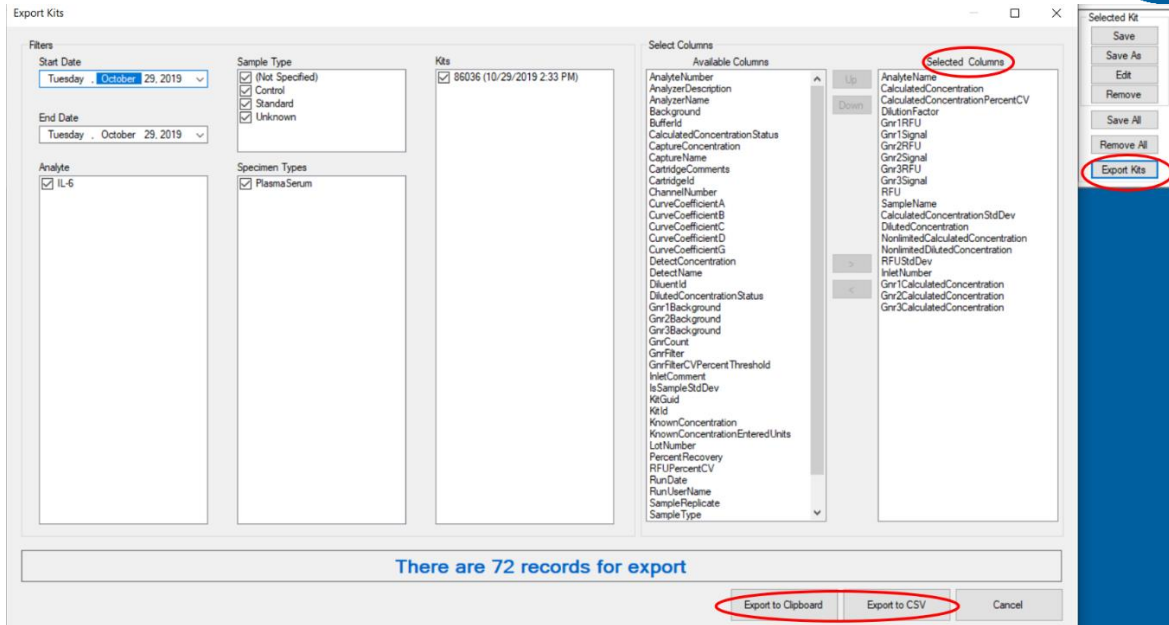 Export Kits
Filters
Start Date
Tuesday , October 29, 2019
End Date
Tuesday , October 29, 2019
Sample Type
(Not Specified)
Control
Standard
Unknown
Analyte
IL-6
Specimen Types
PlasmaSerum
Kits
86036 (10/29/2019 2:33 PM)
Select Columns
Available Columns
AnalyteNumber
AnalyzerDescription
AnalyzerName
Background
BufferId
CalculatedConcentrationStatus
CaptureConcentration
CaptureName
CartridgeComments
CartridgeId
ChannelNumber
CurveCoefficientA
CurveCoefficientB
CurveCoefficientC
CurveCoefficientD
CurveCoefficientG
DetectConcentration
DetectName
DiluentId
DilutedConcentrationStatus
Gnr1Background
Gnr2Background
Gnr3Background
GnrCount
GnrFilter
GnrFilterCVPercentThreshold
InletComment
IsSampleStdDev
KitGuid
KitId
KnownConcentration
KnownConcentrationEnteredUnits
LotNumber
PercentRecovery
RFUPercentCV
RunDate
RunUserName
SampleReplicate
SampleType
Up
Down
>
<
Selected Columns
AnalyteName
CalculatedConcentration
CalculatedConcentrationPercentCV
DilutionFactor
Gnr1RFU
Gnr1Signal
Gnr2RFU
Gnr2Signal
Gnr3RFU
Gnr3Signal
RFU
SampleName
CalculatedConcentrationStdDev
DilutedConcentration
NonlimitedCalculatedConcentration
NonlimitedDilutedConcentration
RFUStdDev
InletNumber
Gnr1CalculatedConcentration
Gnr2CalculatedConcentration
Gnr3CalculatedConcentration
There are 72 records for export
Export to Clipboard
Export to CSV
Cancel
Selected Kit
Save
Save As
Edit
Remove
Save All
Remove All
Export Kits